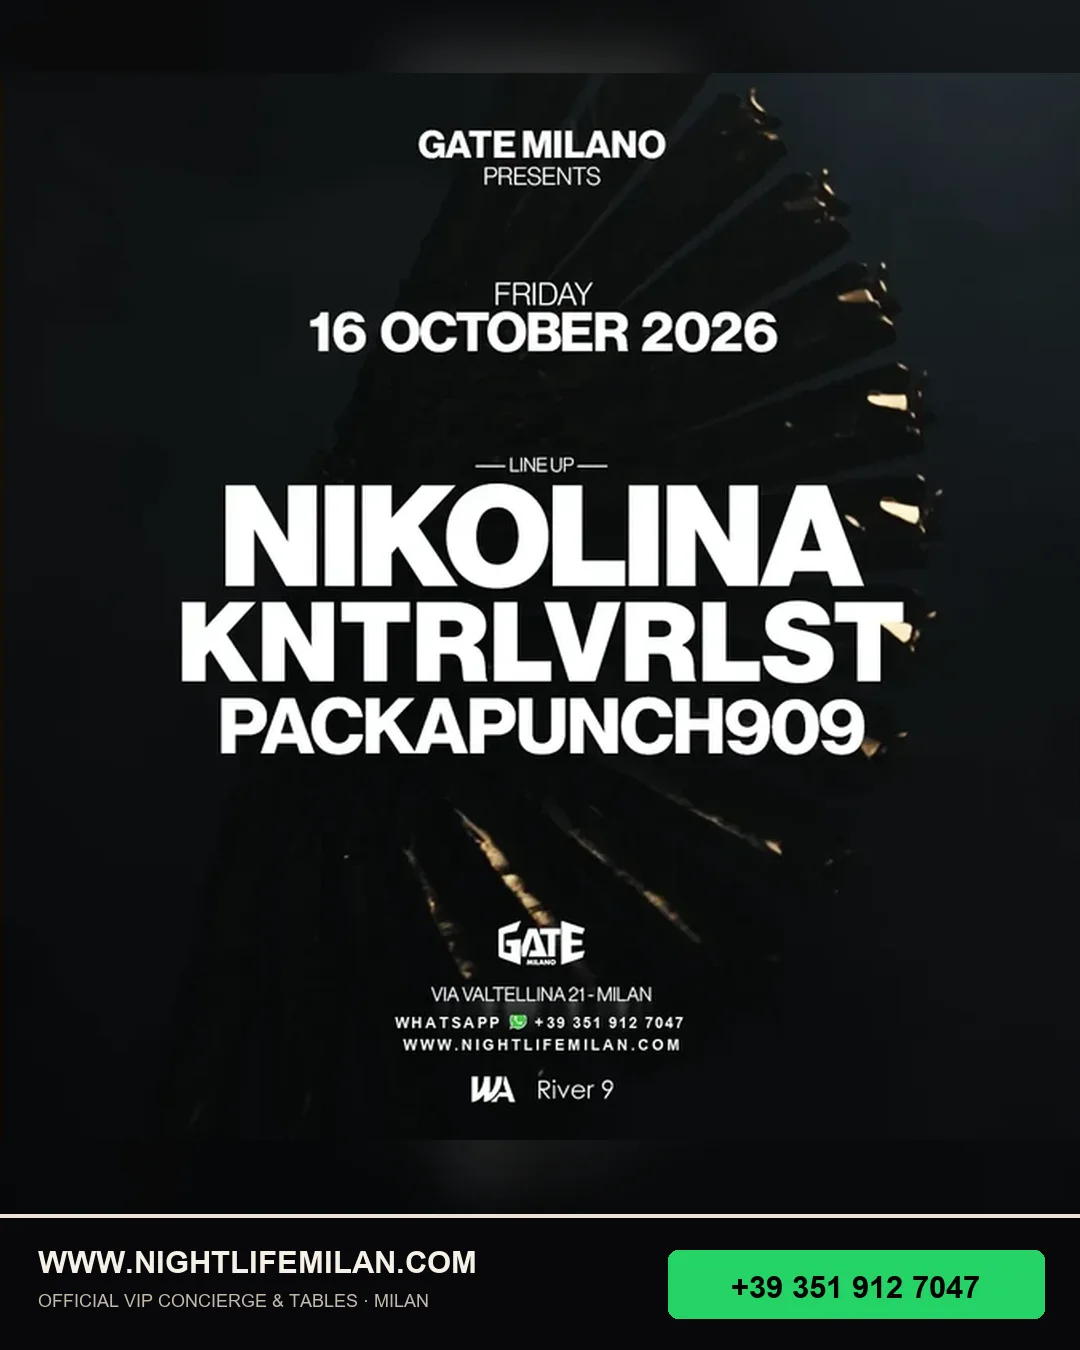 GATE MILANO
PRESENTS
FRIDAY
16 OCTOBER 2026
LINE UP
NIKOLINA
KNTRLVRLST
PACKAPUNCH909
GATE
MILANO
VIA VALTELLINA 21 - MILAN
WHATSAPP +39 351 912 7047
WWW.NIGHTLIFEMILAN.COM
WA River 9
WWW.NIGHTLIFEMILAN.COM
OFFICIAL VIP CONCIERGE & TABLES · MILAN
+39 351 912 7047